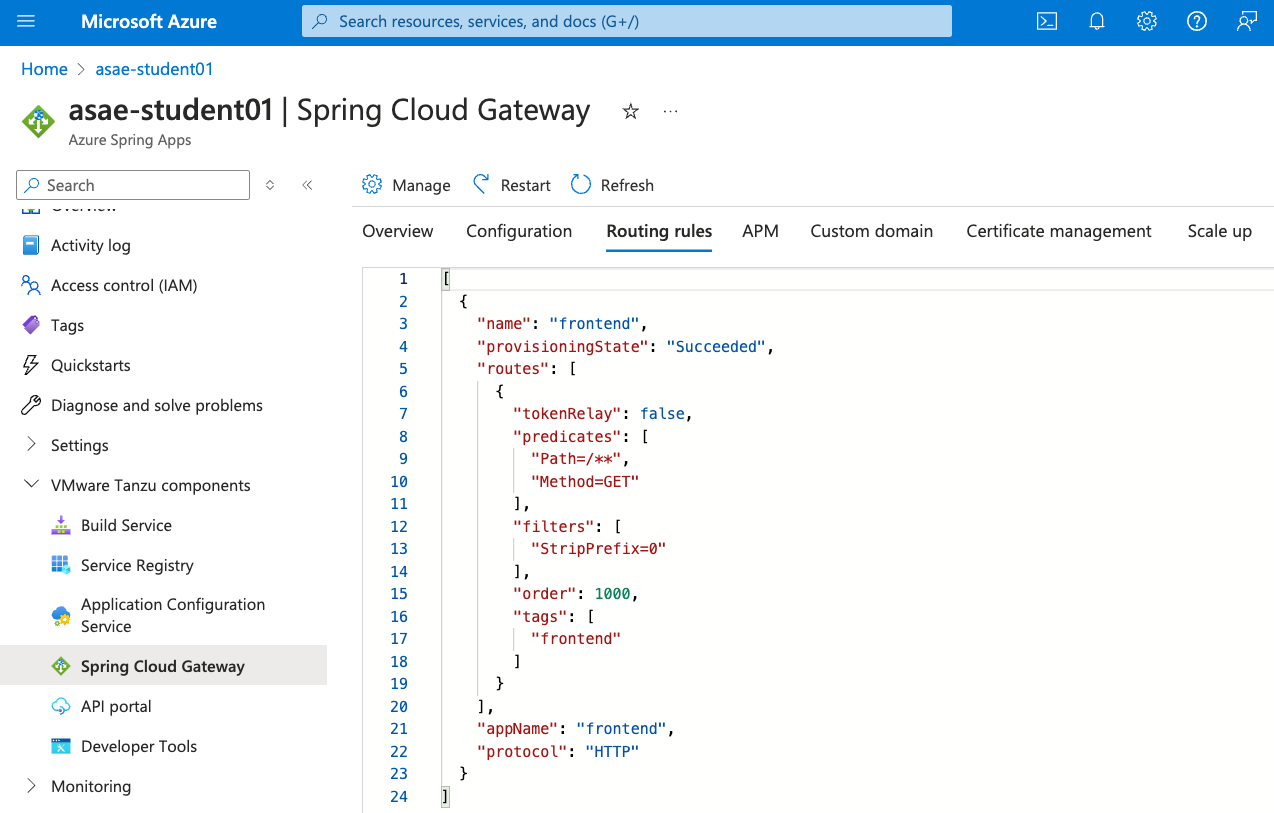 Microsoft Azure
Search resources, services, and docs (G+/)
Home > asae-student01
asae-student01 | Spring Cloud Gateway
Azure Spring Apps
Search
Overview
Activity log
Access control (IAM)
Tags
Quickstarts
Diagnose and solve problems
Settings
VMware Tanzu components
Build Service
Service Registry
Application Configuration
Service
Spring Cloud Gateway
API portal
Developer Tools
Monitoring
Manage Restart Refresh
Overview Configuration Routing rules APM Custom domain Certificate management Scale up
1 [
2 {
3 "name": "frontend",
4 "provisioningState": "Succeeded",
5 "routes": [
6 {
7 "tokenRelay": false,
8 "predicates": [
9 "Path=/**",
10 "Method=GET"
11 ],
12 "filters": [
13 "StripPrefix=0"
14 ],
15 "order": 1000,
16 "tags": [
17 "frontend"
18 ]
19 }
20 ],
21 "appName": "frontend",
22 "protocol": "HTTP"
23 }
24 ]